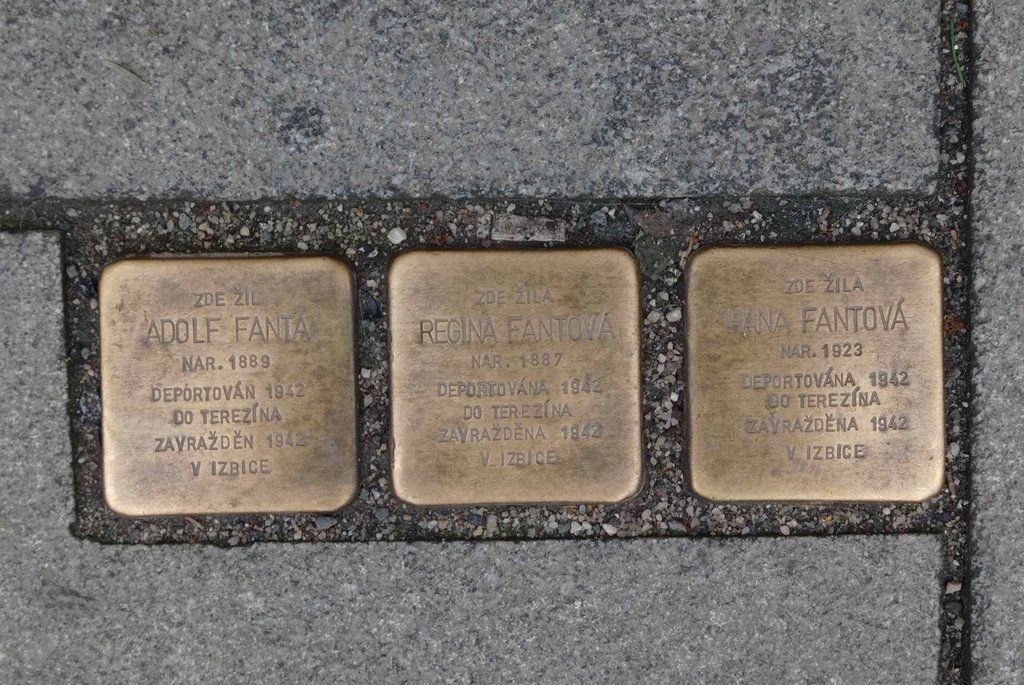 ZDE ŽIL
ADOLF FANTA
NAR. 1889
DEPORTOVÁN 1942
DO TEREZÍNA
ZAVRAŽDĚN 1942
V IZBICE
ZDE ŽILA
REGINA FANTOVÁ
NAR. 1887
DEPORTOVÁNA 1942
DO TEREZÍNA
ZAVRAŽDĚNA 1942
V IZBICE
ZDE ŽILA
HANA FANTOVÁ
NAR. 1923
DEPORTOVÁNA 1942
DO TEREZÍNA
ZAVRAŽDĚNA 1942
V IZBICE